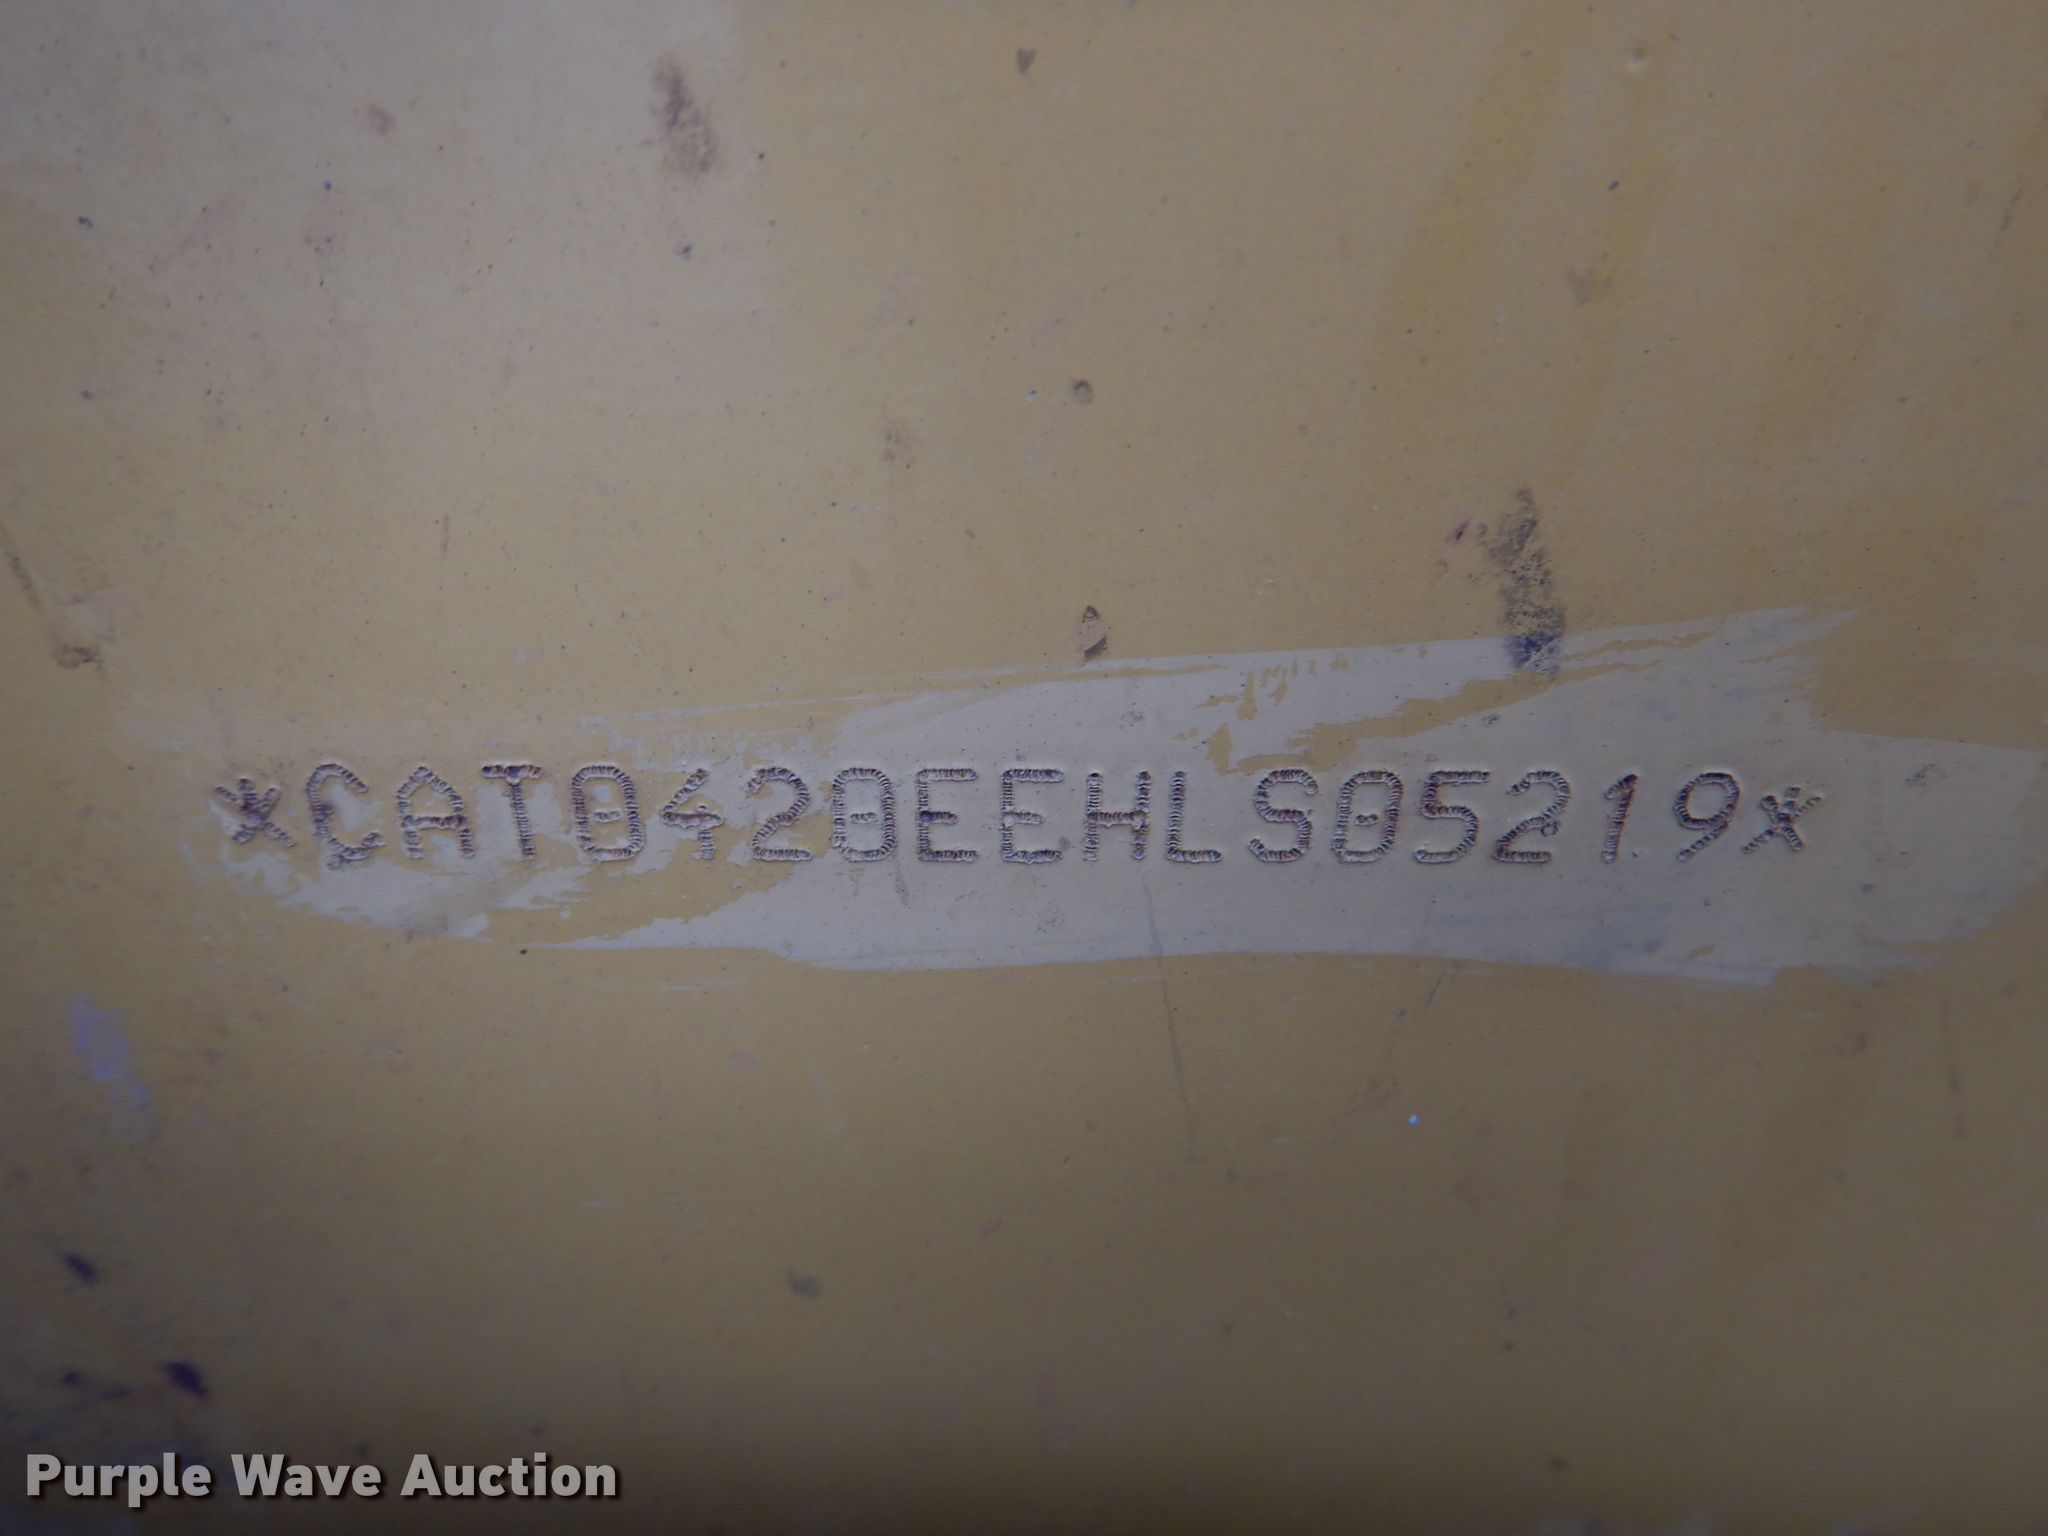 *CAT0420EEHLS05219*
Purple Wave Auction